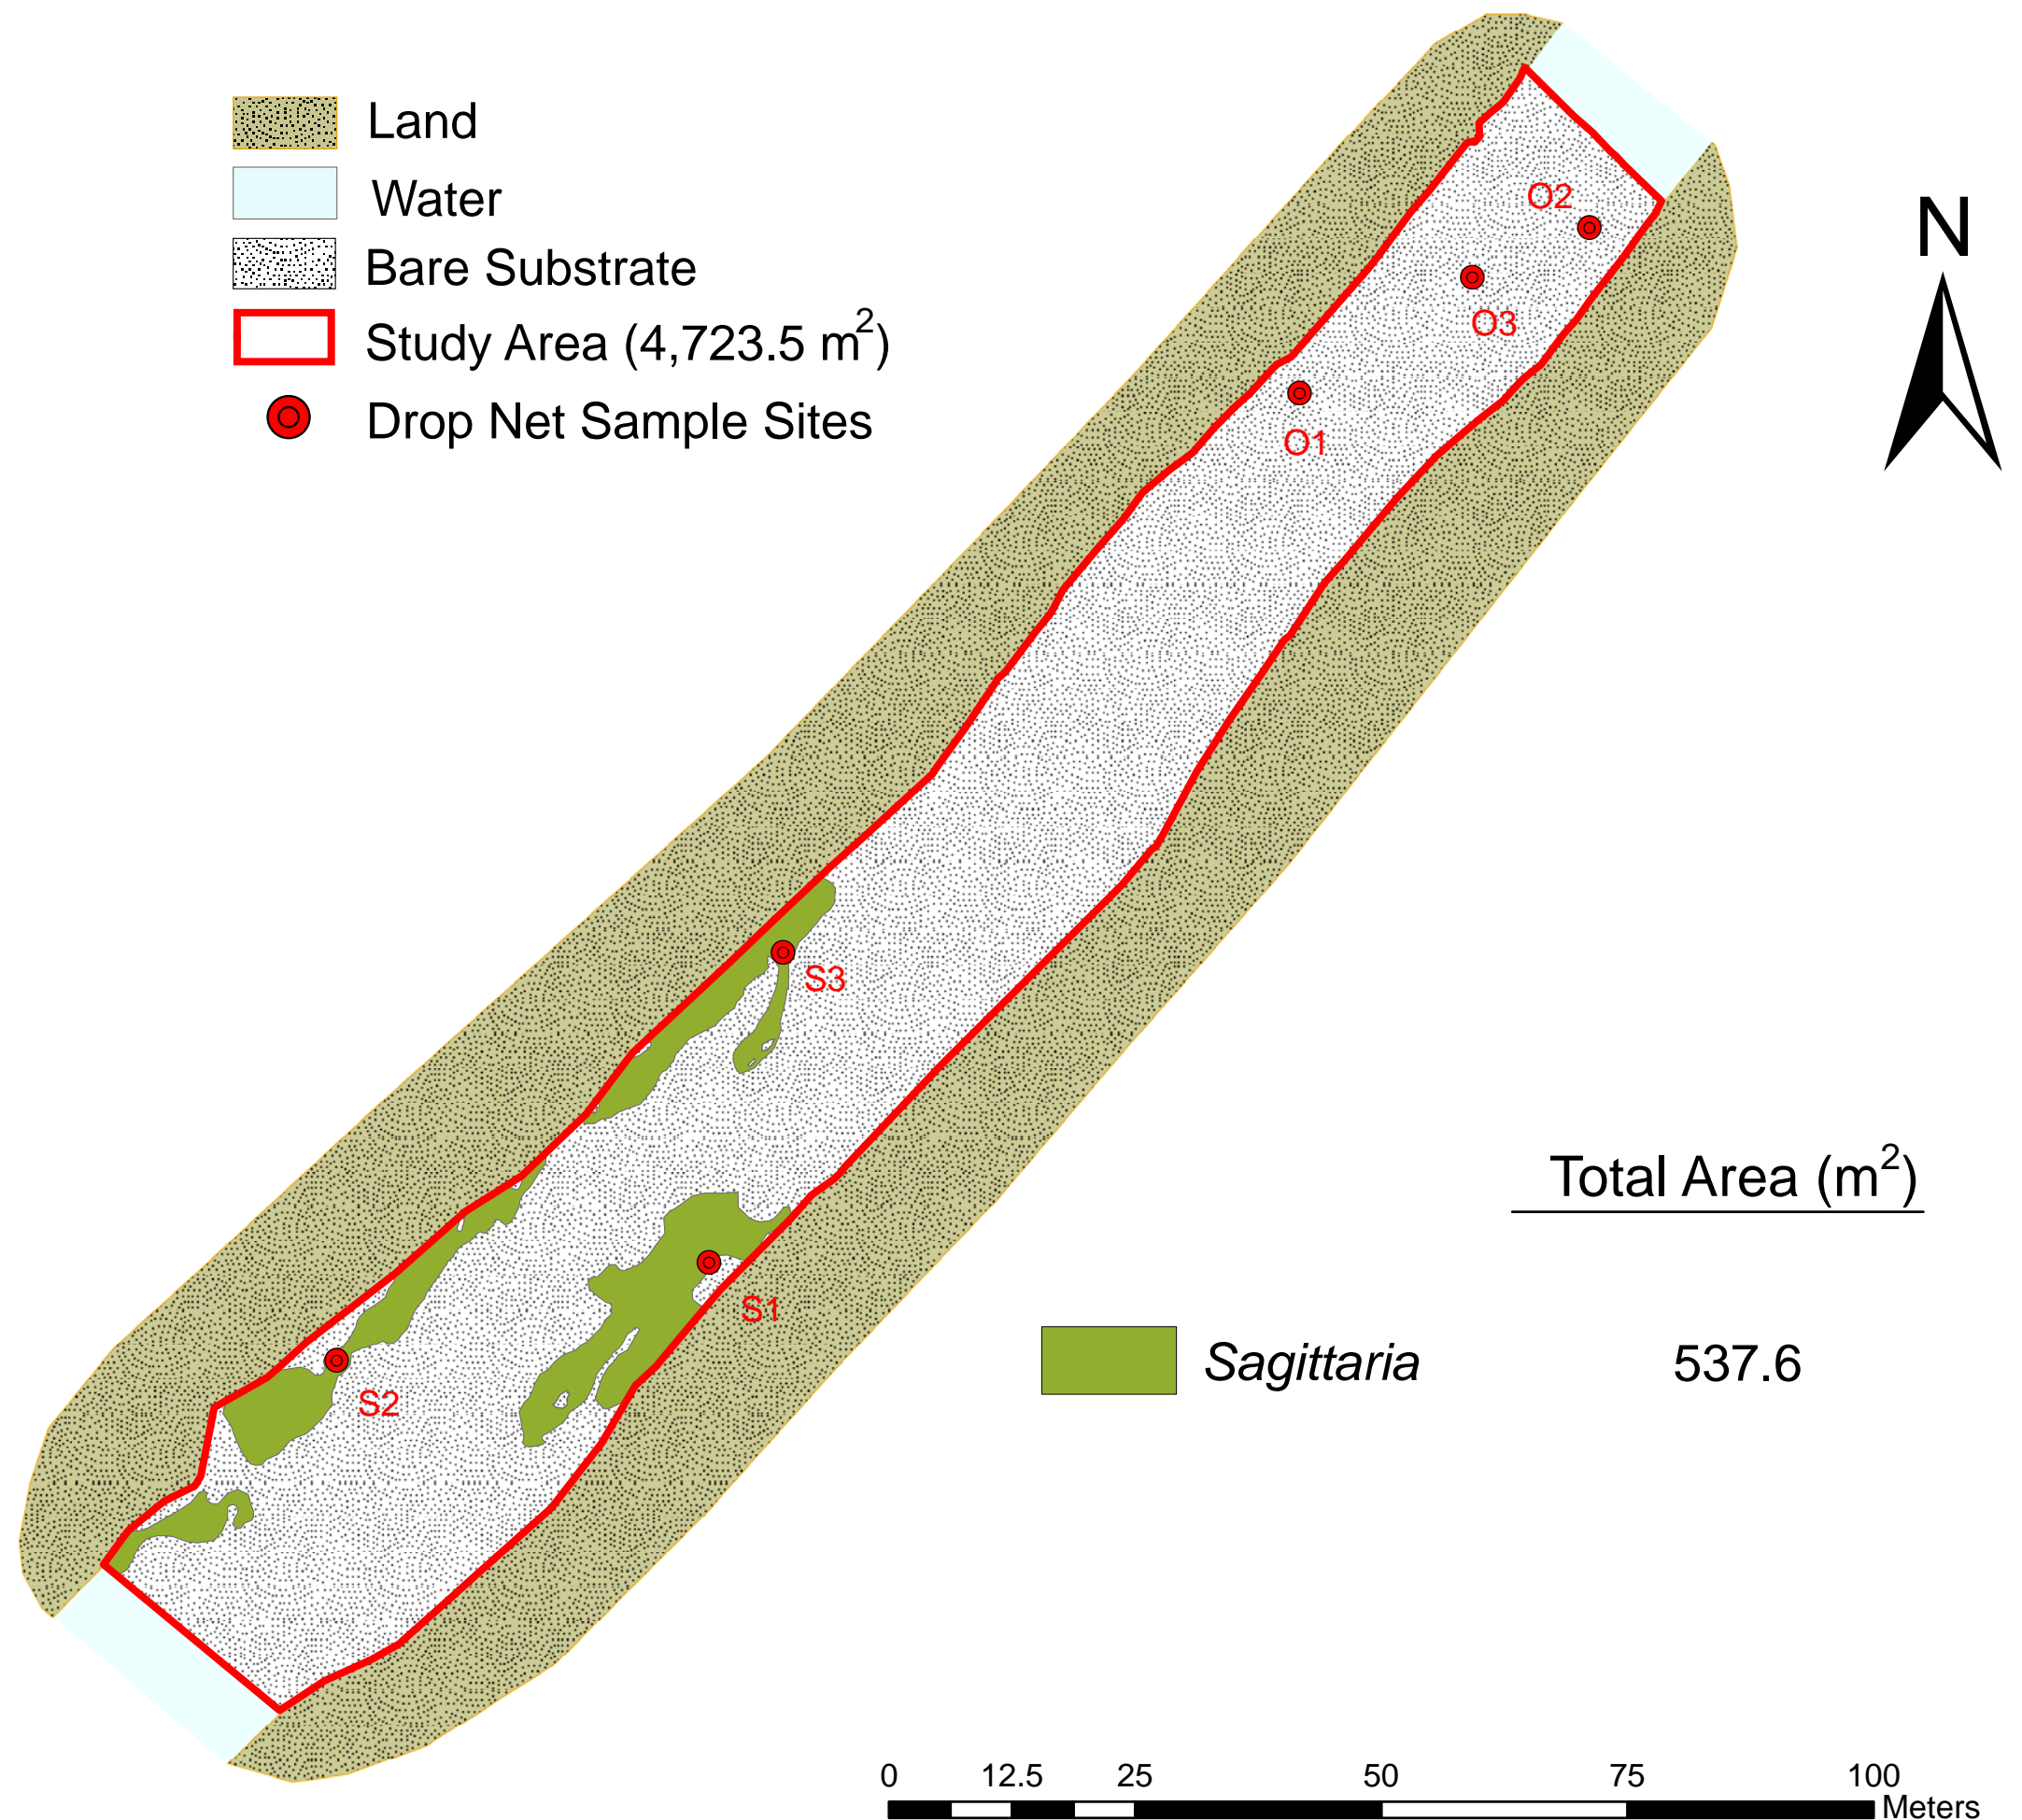 Land
Water
Bare Substrate
Study Area (4,723.5 m²)
Drop Net Sample Sites
N
O2
O3
O1
S3
S1
S2
Total Area (m²)
Sagittaria 537.6
0 12.5 25 50 75 100
Meters